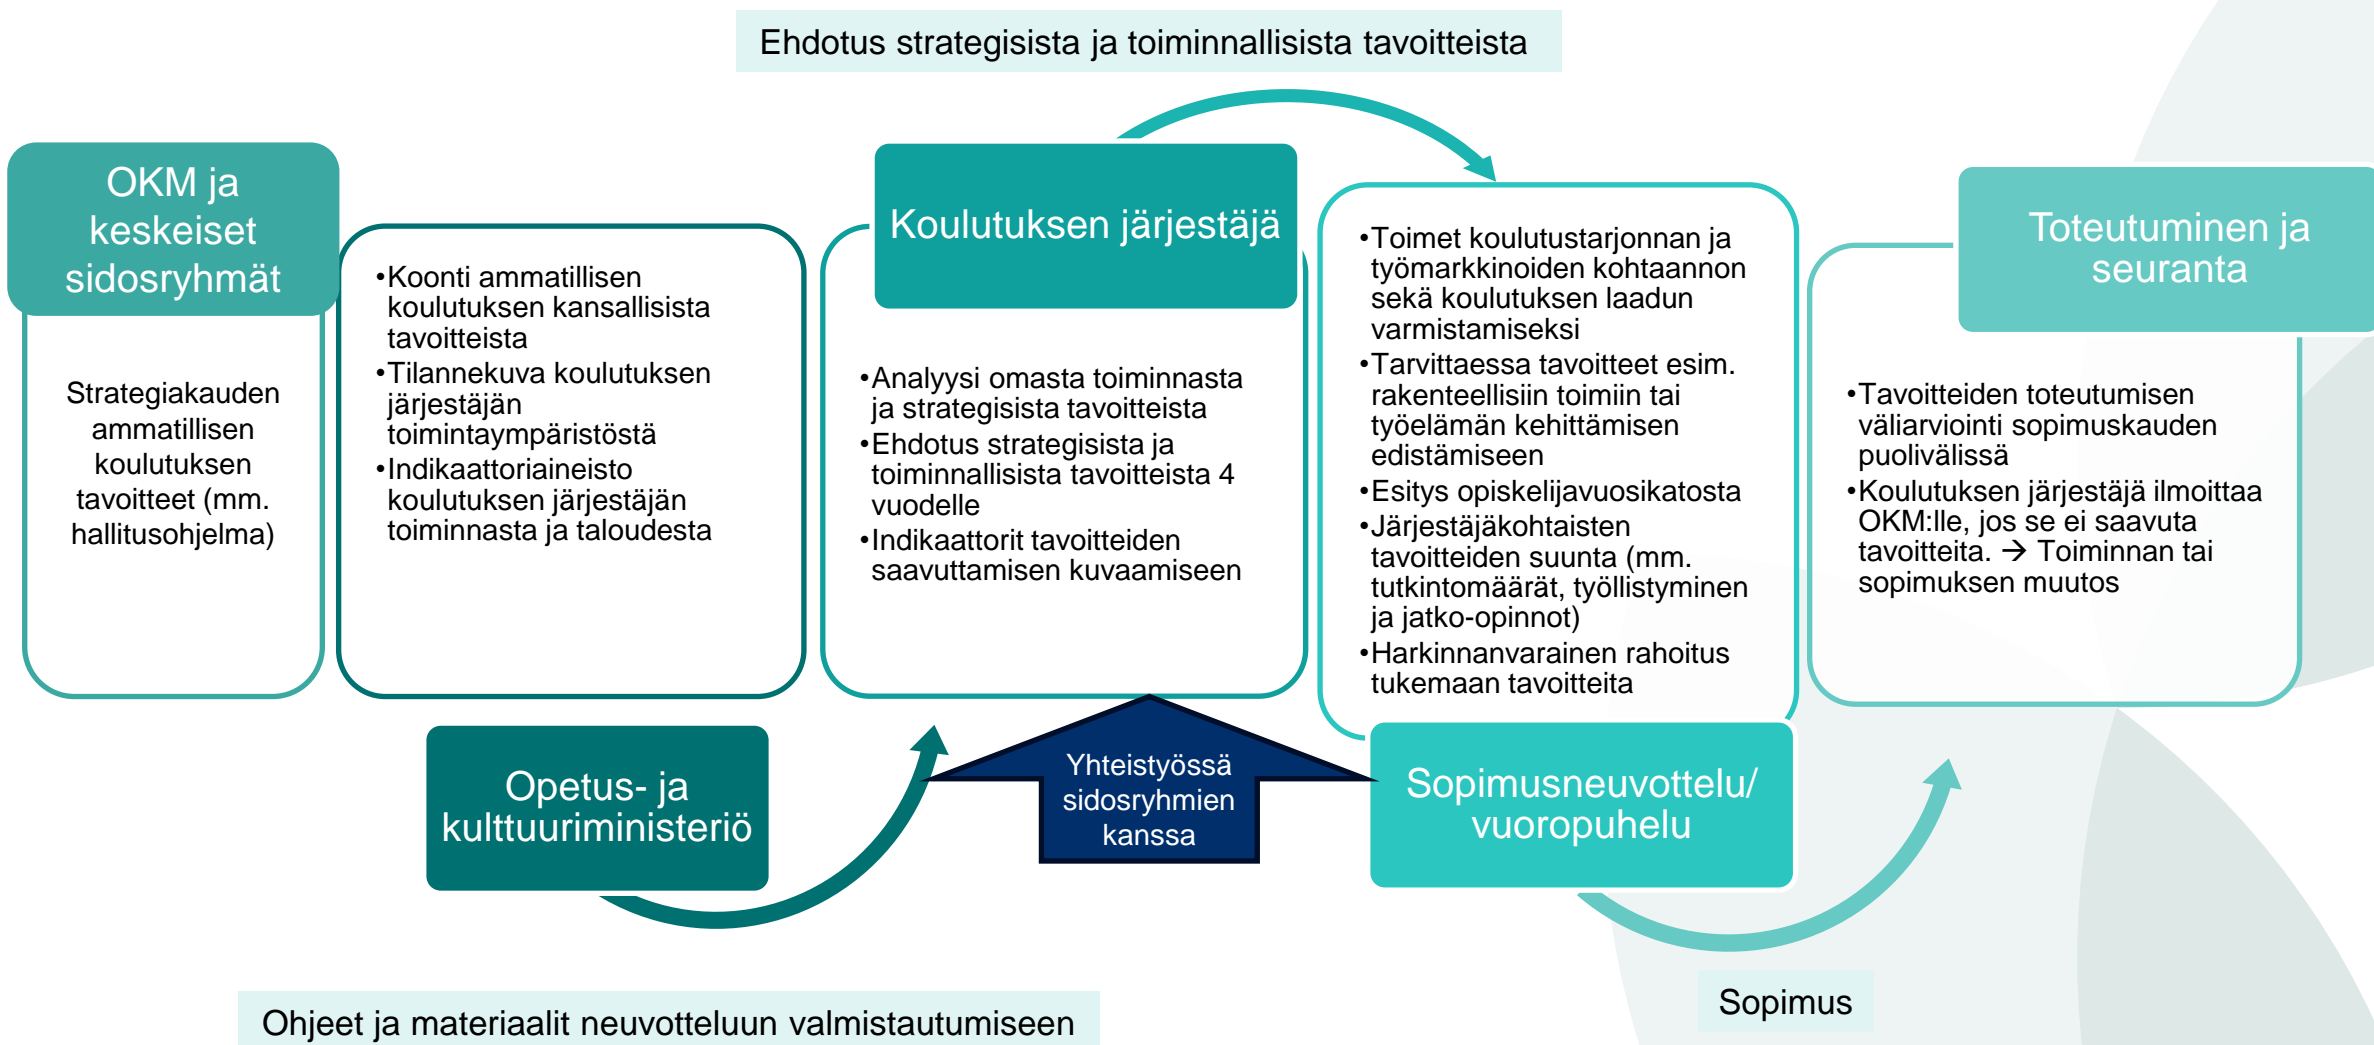 Ehdotus strategisista ja toiminnallisista tavoitteista
OKM ja
keskeiset
sidosryhmät
Strategiakauden
ammatillisen
koulutuksen
tavoitteet (mm.
hallitusohjelma)
•Koonti ammatillisen
koulutuksen kansallisista
tavoitteista
•Tilannekuva koulutuksen
järjestäjän
toimintaympäristöstä
•Indikaattoriaineisto
koulutuksen järjestäjän
toiminnasta ja taloudesta
Opetus- ja
kulttuuriministeriö
Ohjeet ja materiaalit neuvotteluun valmistautumiseen
Koulutuksen järjestäjä
•Analyysi omasta toiminnasta
ja strategisista tavoitteista
•Ehdotus strategisista ja
toiminnallisista tavoitteista 4
vuodelle
•Indikaattorit tavoitteiden
saavuttamisen kuvaamiseen
Yhteistyössä
sidosryhmien
kanssa
•Toimet koulutustarjonnan ja
työmarkkinoiden kohtaannon
sekä koulutuksen laadun
varmistamiseksi
•Tarvittaessa tavoitteet esim.
rakenteellisiin toimiin tai
työelämän kehittämisen
edistämiseen
•Esitys opiskelijavuosikatosta
•Järjestäjäkohtaisten
tavoitteiden suunta (mm.
tutkintomäärät, työllistyminen
ja jatko-opinnot)
•Harkinnanvarainen rahoitus
tukemaan tavoitteita
Sopimusneuvottelu/
vuoropuhelu
Sopimus
Toteutuminen ja
seuranta
•Tavoitteiden toteutumisen
väliarviointi sopimuskauden
puolivälissä
•Koulutuksen järjestäjä ilmoittaa
OKM:lle, jos se ei saavuta
tavoitteita. → Toiminnan tai
sopimuksen muutos